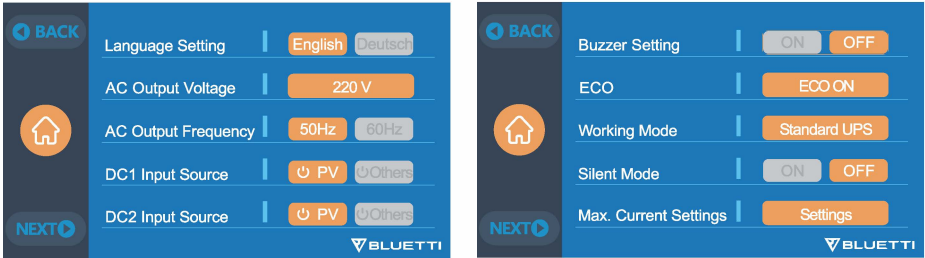 BACK
Language Setting English Deutsch
AC Output Voltage 220 V
AC Output Frequency 50Hz 60Hz
DC1 Input Source PV Others
DC2 Input Source PV Others
NEXT
BLUETTI
BACK
Buzzer Setting ON OFF
ECO ECO ON
Working Mode Standard UPS
Silent Mode ON OFF
Max. Current Settings Settings
NEXT
BLUETTI